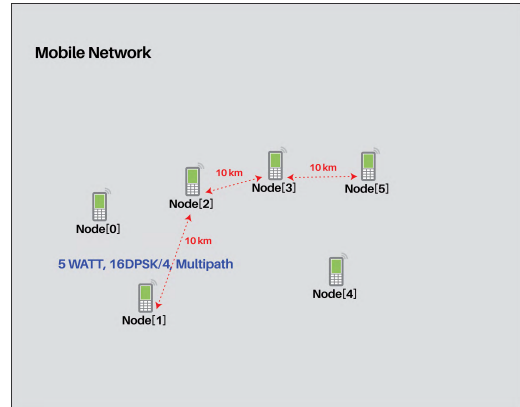 Mobile Network
10 km
10 km
Node[3]
Node[5]
Node[2]
Node[0]
10 km
5 WATT, 16DPSK/4, Multipath
Node[4]
Node[1]